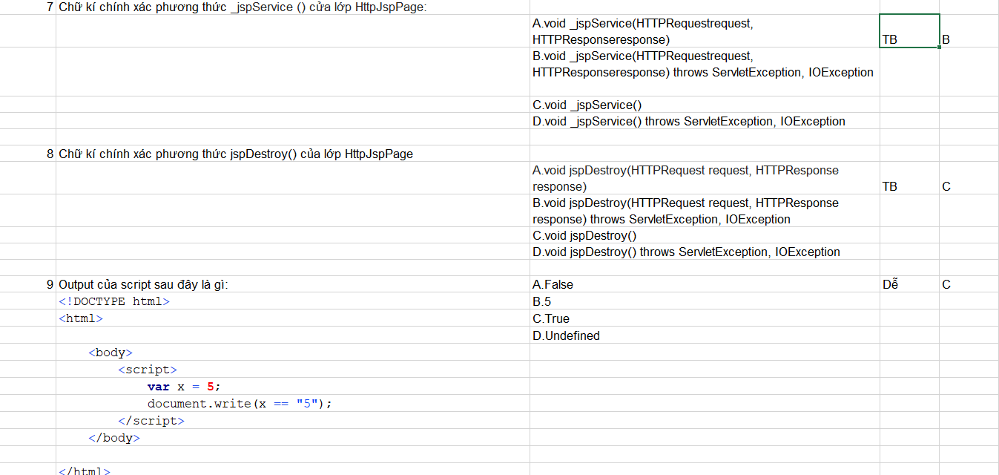 7 Chữ kí chính xác phương thức _jspService () cửa lớp HttpJspPage:
A.void _jspService(HTTPRequestrequest,
HTTPResponseresponse)
TB
B
B.void _jspService(HTTPRequestrequest,
HTTPResponseresponse) throws ServletException, IOException
C.void _jspService()
D.void _jspService() throws ServletException, IOException
8 Chữ kí chính xác phương thức jspDestroy() của lớp HttpJspPage
A.void jspDestroy(HTTPRequest request, HTTPResponse
response)
TB
C
B.void jspDestroy(HTTPRequest request, HTTPResponse
response) throws ServletException, IOException
C.void jspDestroy()
D.void jspDestroy() throws ServletException, IOException
9 Output của script sau đây là gì:
A.False
Dễ
C
<!DOCTYPE html>
B.5
<html>
C.True
D.Undefined
<body>
<script>
var x = 5;
document.write(x == "5");
</script>
</body>
</html>